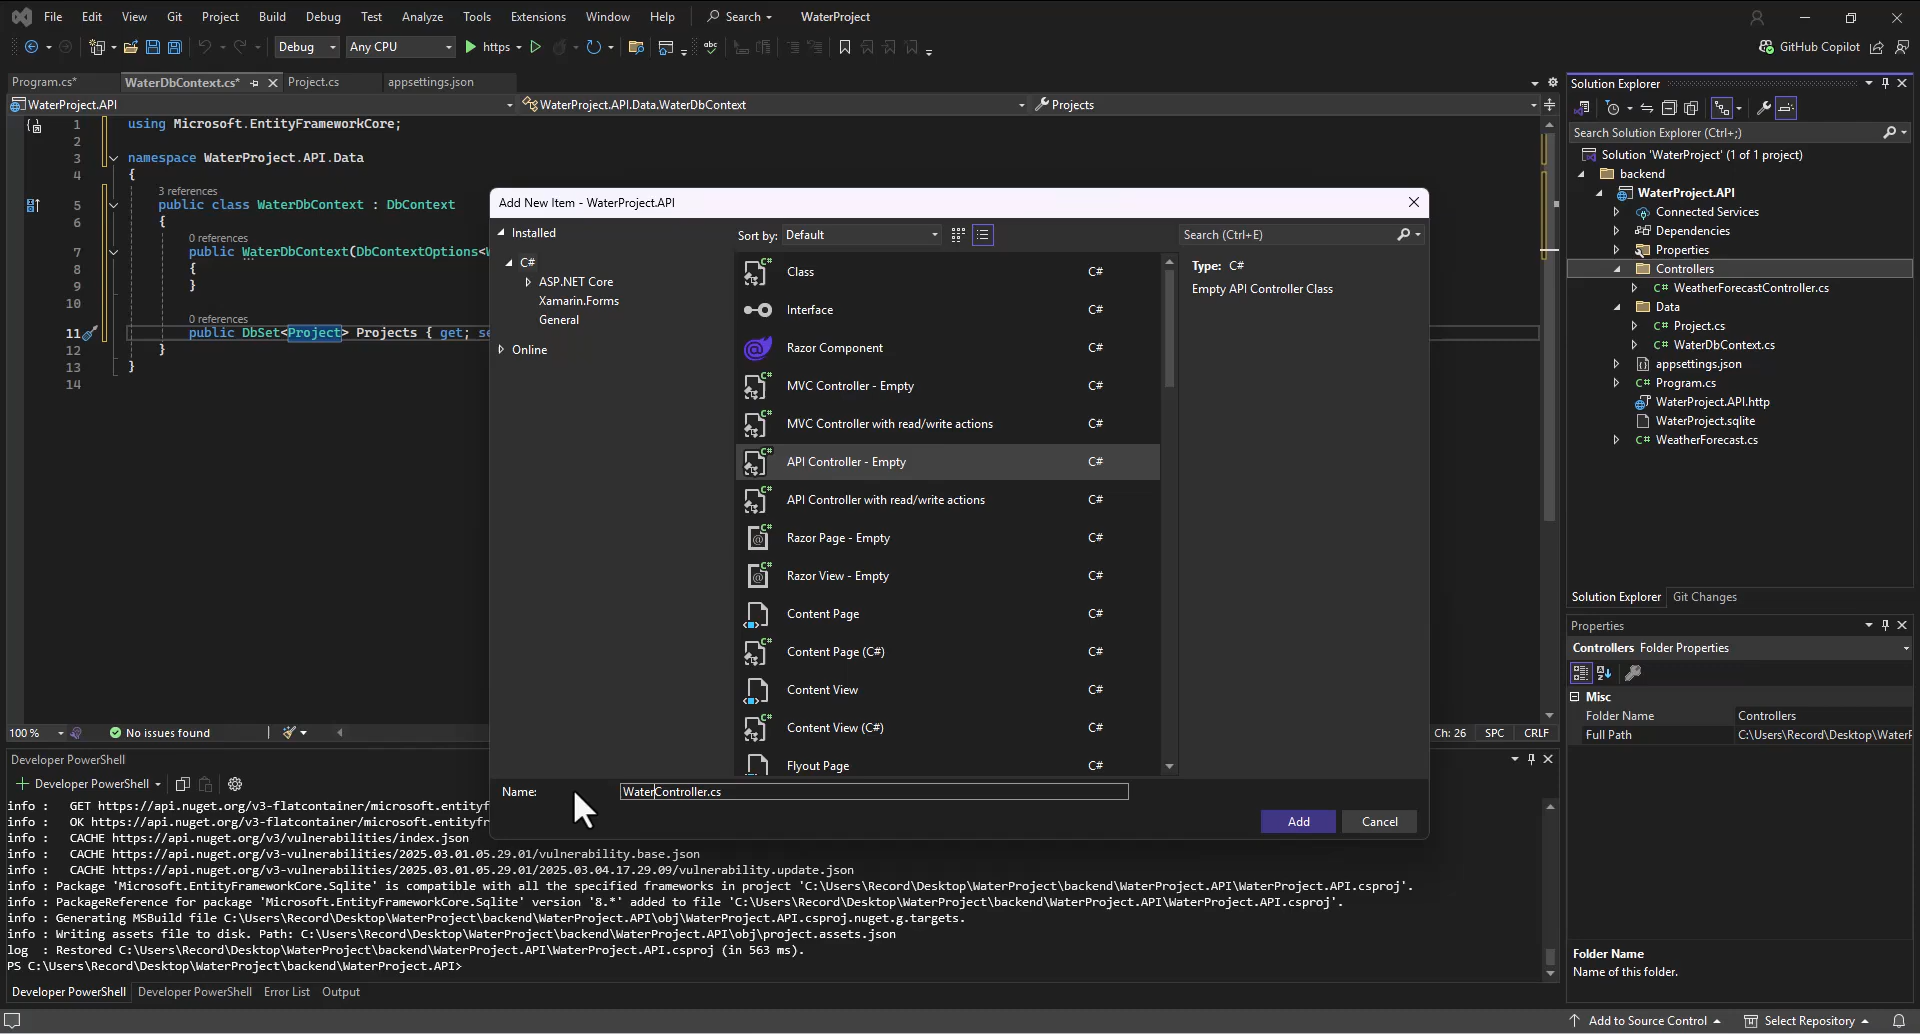 File Edit View Git Project Build Debug Test Analyze Tools Extensions Window Help Search WaterProject
Debug Any CPU https GitHub Copilot
Program.cs* WaterDbContext.cs* Project.cs appsettings.json
WaterProject.API WaterProject.API.Data.WaterDbContext Projects
1 using Microsoft.EntityFrameworkCore;
2
3 namespace WaterProject.API.Data
4 {
3 references
5 public class WaterDbContext : DbContext
6 {
0 references
7 public WaterDbContext(DbContextOptions<
8 {
9 }
10
0 references
11 public DbSet<Project> Projects { get; se
12 }
13 }
14
100 % No issues found Ch: 26 SPC CRLF
Add New Item - WaterProject.API
Installed
C#
ASP.NET Core
Xamarin.Forms
General
Online
Sort by: Default
Search (Ctrl+E)
Class C#
Interface C#
Razor Component C#
MVC Controller - Empty C#
MVC Controller with read/write actions C#
API Controller - Empty C#
API Controller with read/write actions C#
Razor Page - Empty C#
Razor View - Empty C#
Content Page C#
Content Page (C#) C#
Content View C#
Content View (C#) C#
Flyout Page C#
Type: C#
Empty API Controller Class
Name: WaterController.cs
Add Cancel
Solution Explorer
Search Solution Explorer (Ctrl+;)
Solution 'WaterProject' (1 of 1 project)
backend
WaterProject.API
Connected Services
Dependencies
Properties
Controllers
C# WeatherForecastController.cs
Data
C# Project.cs
C# WaterDbContext.cs
appsettings.json
C# Program.cs
WaterProject.API.http
WaterProject.sqlite
C# WeatherForecast.cs
Solution Explorer Git Changes
Properties
Controllers Folder Properties
Misc
Folder Name Controllers
Full Path C:\Users\Record\Desktop\WaterP
Folder Name
Name of this folder.
Developer PowerShell
Developer PowerShell
info : GET https://api.nuget.org/v3-flatcontainer/microsoft.entityf
info : OK https://api.nuget.org/v3-flatcontainer/microsoft.entityfr
info : CACHE https://api.nuget.org/v3/vulnerabilities/index.json
info : CACHE https://api.nuget.org/v3-vulnerabilities/2025.03.01.05.29.01/vulnerability.base.json
info : CACHE https://api.nuget.org/v3-vulnerabilities/2025.03.01.05.29.01/2025.03.04.17.29.09/vulnerability.update.json
info : Package 'Microsoft.EntityFrameworkCore.Sqlite' is compatible with all the specified frameworks in project 'C:\Users\Record\Desktop\WaterProject\backend\WaterProject.API\WaterProject.API.csproj'.
info : PackageReference for package 'Microsoft.EntityFrameworkCore.Sqlite' version '8.*' added to file 'C:\Users\Record\Desktop\WaterProject\backend\WaterProject.API\WaterProject.API.csproj'.
info : Generating MSBuild file C:\Users\Record\Desktop\WaterProject\backend\WaterProject.API\obj\WaterProject.API.csproj.nuget.g.targets.
info : Writing assets file to disk. Path: C:\Users\Record\Desktop\WaterProject\backend\WaterProject.API\obj\project.assets.json
log : Restored C:\Users\Record\Desktop\WaterProject\backend\WaterProject.API\WaterProject.API.csproj (in 563 ms).
PS C:\Users\Record\Desktop\WaterProject\backend\WaterProject.API>
Developer PowerShell Developer PowerShell Error List Output
Add to Source Control Select Repository